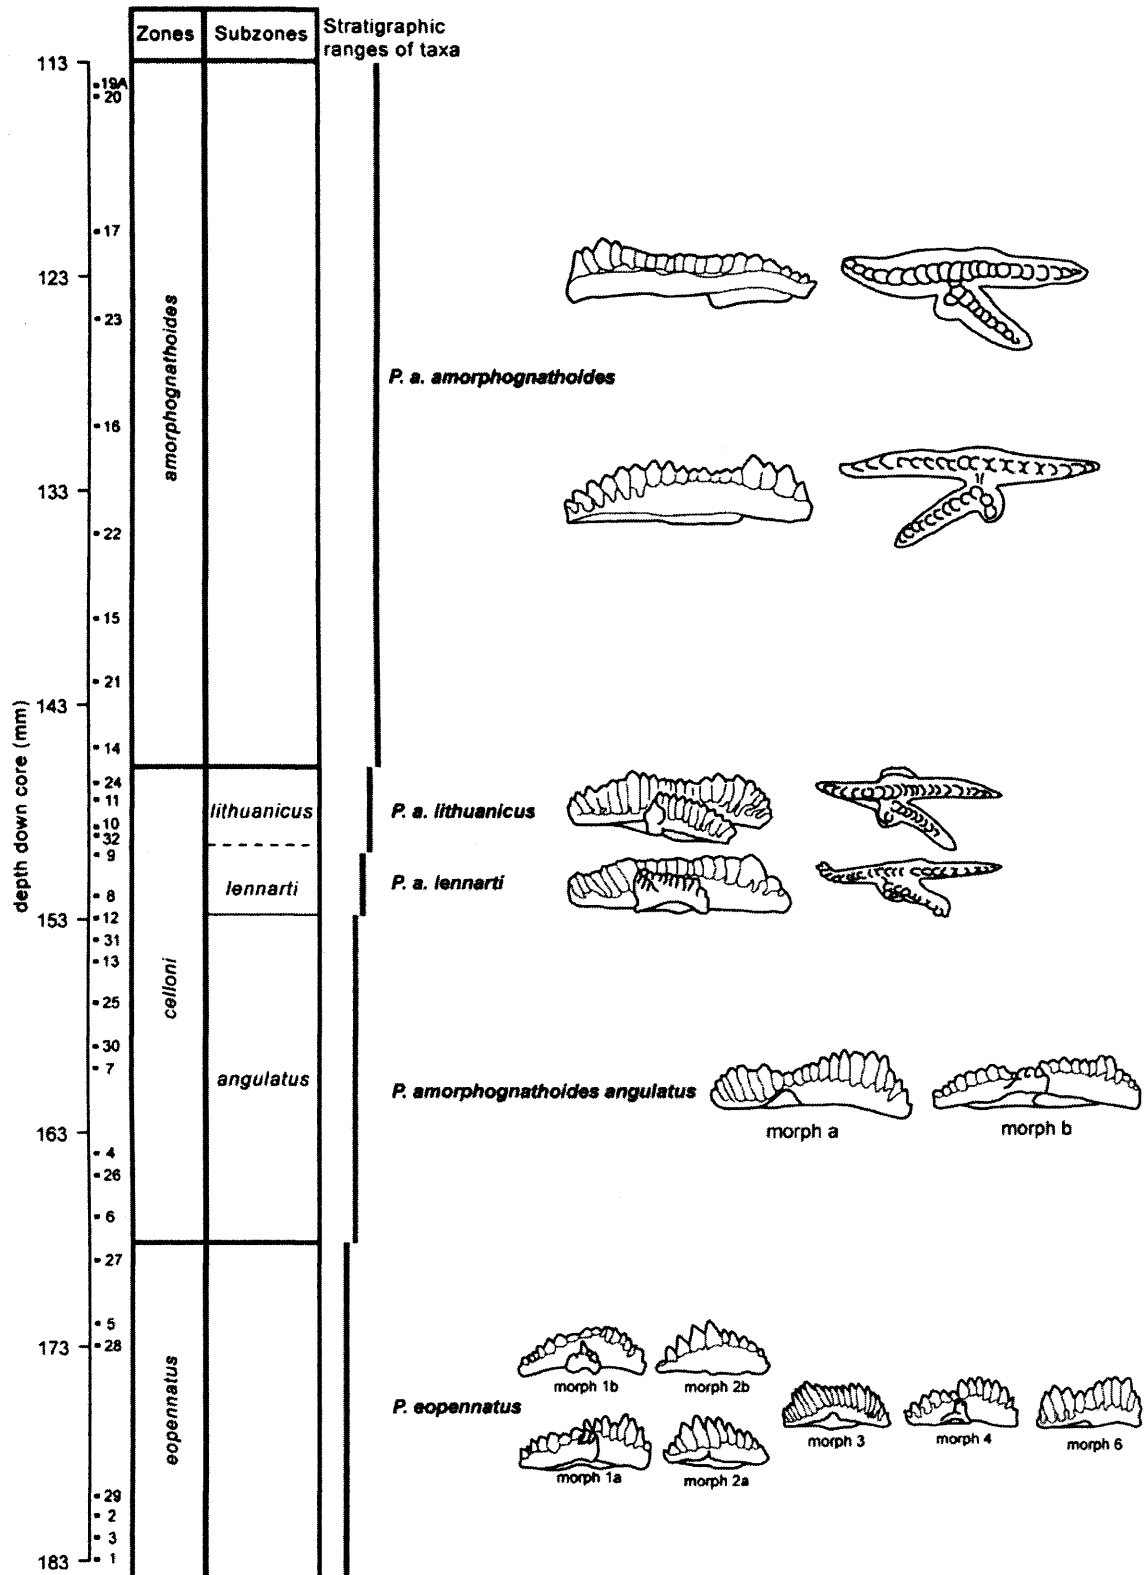 Zones
Subzones
Stratigraphic
ranges of taxa
113
19A
20
17
123
23
16
133
22
15
21
143
14
24
11
10
32
9
8
153
12
31
13
25
30
7
163
4
26
6
27
5
173
28
29
2
3
183
1
depth down core (mm)
amorphognathoides
celloni
eopennatus
lithuanicus
lennarti
angulatus
P. a. amorphognathoides
P. a. lithuanicus
P. a. lennarti
P. amorphognathoides angulatus
morph a
morph b
P. eopennatus
morph 1b
morph 2b
morph 1a
morph 2a
morph 3
morph 4
morph 6